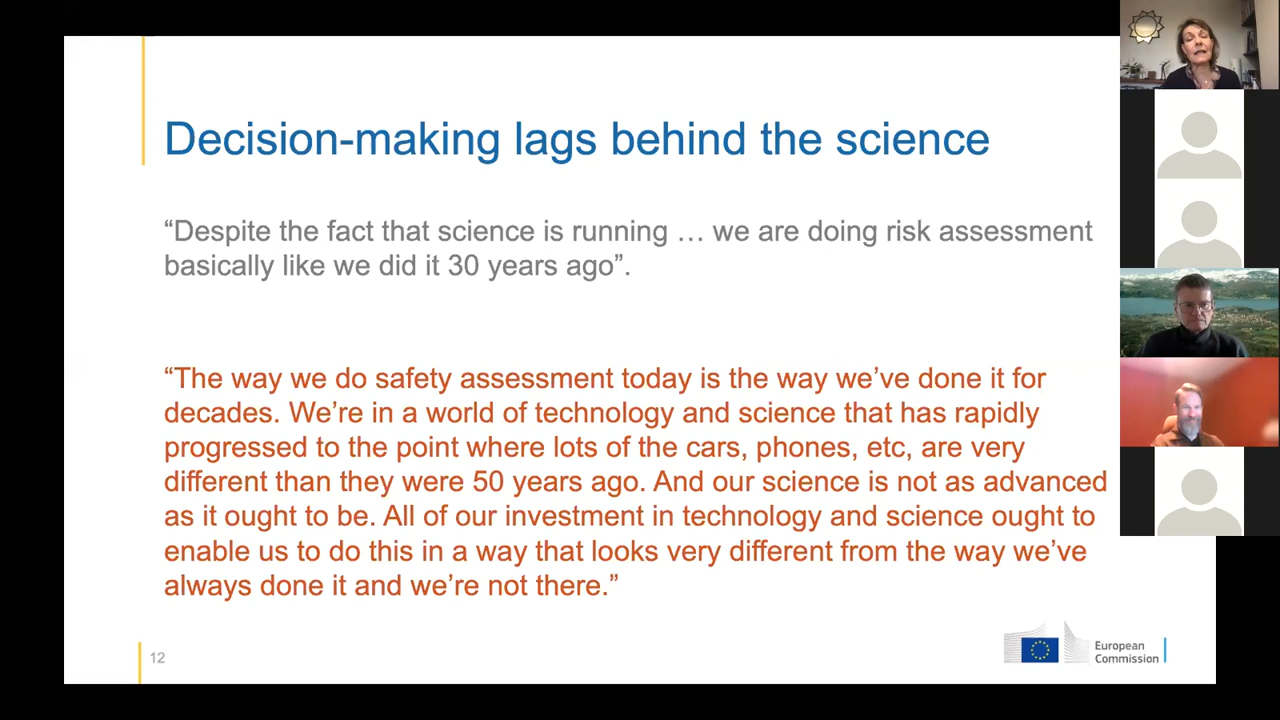 Decision-making lags behind the science
“Despite the fact that science is running … we are doing risk assessment
basically like we did it 30 years ago”.
“The way we do safety assessment today is the way we’ve done it for
decades. We’re in a world of technology and science that has rapidly
progressed to the point where lots of the cars, phones, etc, are very
different than they were 50 years ago. And our science is not as advanced
as it ought to be. All of our investment in technology and science ought to
enable us to do this in a way that looks very different from the way we’ve
always done it and we’re not there.”
12
European
Commission